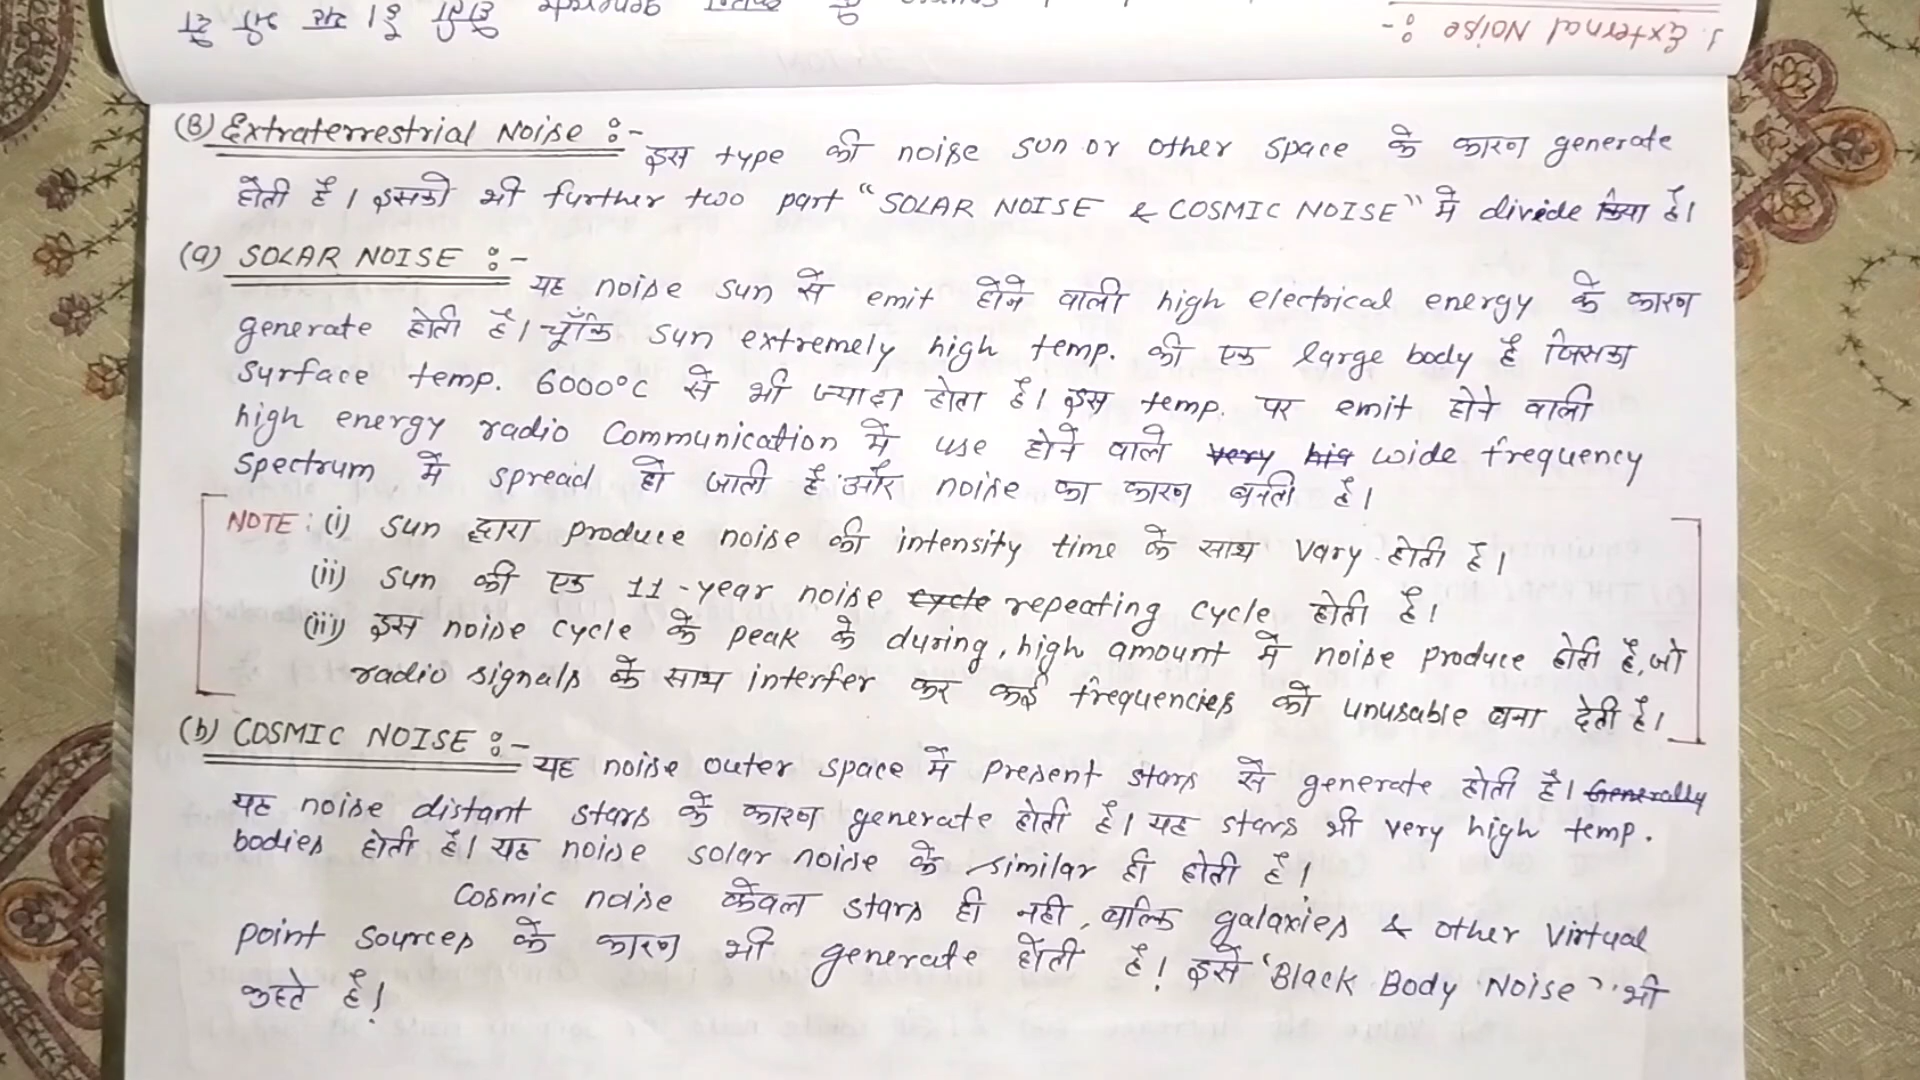 1. External Noise :-
(B) Extraterrestrial Noise :- इस type की noise sun or other space के कारण generate
होती है। इसको भी further two part "SOLAR NOISE & COSMIC NOISE" में divide किया है।
(a) SOLAR NOISE :- यह noise sun से emit होने वाली high electrical energy के कारण
generate होती है। चूँकि sun extremely high temp. की एक large body है जिसका
surface temp. 6000°C से भी ज्यादा होता है। इस temp. पर emit होने वाली
high energy radio communication में use होने वाले very hig wide frequency
spectrum में spread हो जाती है और noise का कारण बनती है।
NOTE: (i) sun द्वारा produce noise की intensity time के साथ vary होती है।
(ii) sun की एक 11-year noise cycle repeating cycle होती है।
(iii) इस noise cycle के peak के during, high amount में noise produce होती है, जो
radio signals के साथ interfer कर कई frequencies को unusable बना देती है।
(b) COSMIC NOISE :- यह noise outer space में present stars से generate होती है। Generally
यह noise distant stars के कारण generate होती है। यह stars भी very high temp.
bodies होती है। यह noise solar noise के similar ही होती है।
Cosmic noise केवल stars ही नही, बल्कि galaxies & other virtual
point sources के कारण भी generate होती है! इसे 'Black Body Noise" भी
कहते है!